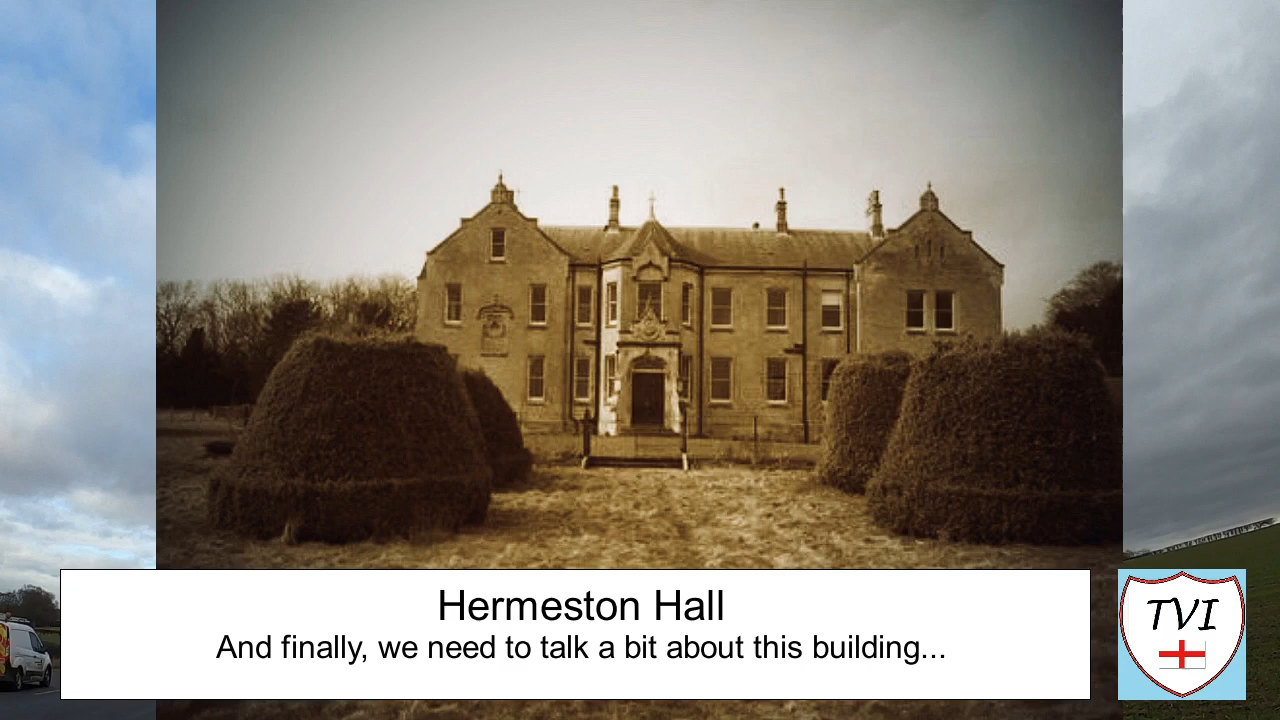 Hermeston Hall
And finally, we need to talk a bit about this building...
TVI